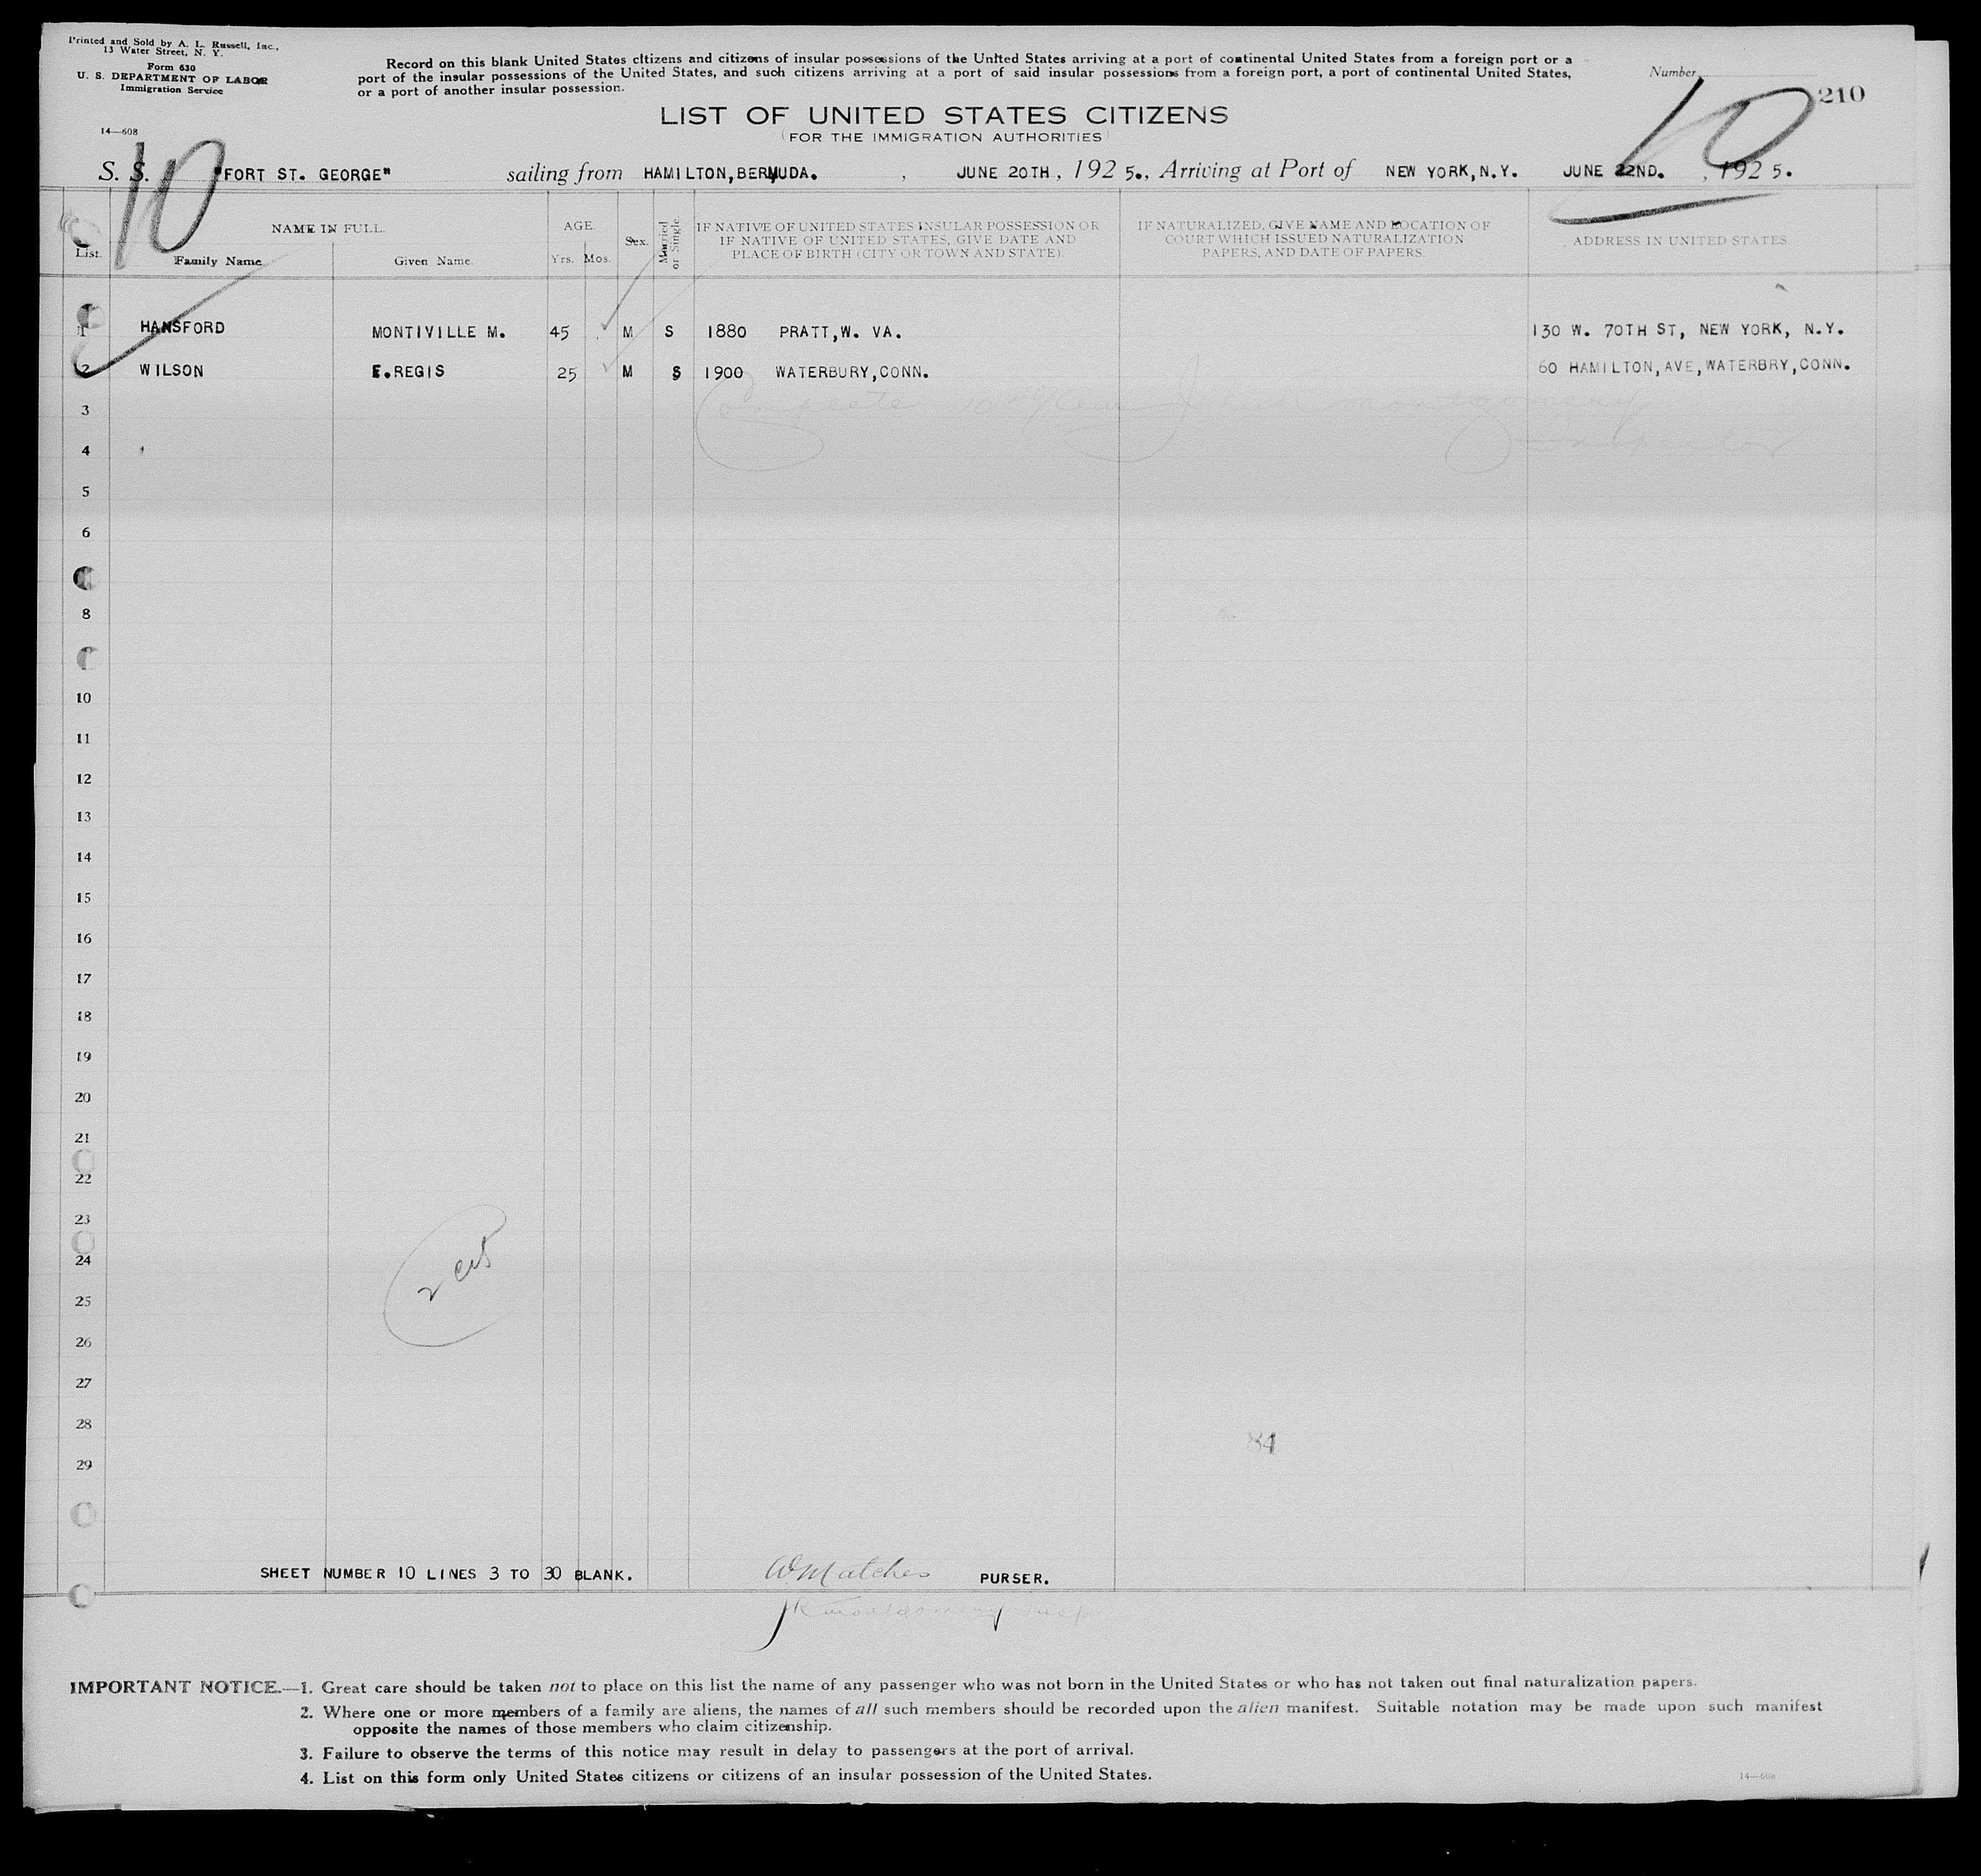 Printed and Sold by A. L. Russell, Inc.,
13 Water Street, N. Y.
Form 630
U. S. DEPARTMENT OF LABOR
Immigration Service
14—608
Record on this blank United States citizens and citizens of insular possessions of the United States arriving at a port of continental United States from a foreign port or a
port of the insular possessions of the United States, and such citizens arriving at a port of said insular possessions from a foreign port, a port of continental United States,
or a port of another insular possession.
Number
10
210
LIST OF UNITED STATES CITIZENS
(FOR THE IMMIGRATION AUTHORITIES)
10
S. S. "FORT ST. GEORGE" sailing from HAMILTON,BERMUDA. , JUNE 20TH, 192 5., Arriving at Port of NEW YORK,N.Y. JUNE 22ND. , 192 5.
List.
NAME IN FULL.
Family Name.
Given Name.
AGE.
Yrs. Mos.
Sex.
Married or Single.
IF NATIVE OF UNITED STATES INSULAR POSSESSION OR
IF NATIVE OF UNITED STATES, GIVE DATE AND
PLACE OF BIRTH (CITY OR TOWN AND STATE).
IF NATURALIZED, GIVE NAME AND LOCATION OF
COURT WHICH ISSUED NATURALIZATION
PAPERS, AND DATE OF PAPERS.
ADDRESS IN UNITED STATES.
1 HANSFORD MONTIVILLE M. 45 M S 1880 PRATT,W. VA. 130 W. 70TH ST, NEW YORK, N.Y.
2 WILSON E.REGIS 25 M S 1900 WATERBURY,CONN. 60 HAMILTON,AVE,WATERBRY,CONN.
3 Complete Montgomery
4 Inspector
5
6
8
10
11
12
13
14
15
16
17
18
19
20
21
22
23
24
25
26
27
28
29
2
84
SHEET NUMBER 10 LINES 3 TO 30 BLANK. W Matches PURSER.
JK Montgomery Insp
IMPORTANT NOTICE.—1. Great care should be taken not to place on this list the name of any passenger who was not born in the United States or who has not taken out final naturalization papers.
2. Where one or more members of a family are aliens, the names of all such members should be recorded upon the alien manifest. Suitable notation may be made upon such manifest
opposite the names of those members who claim citizenship.
3. Failure to observe the terms of this notice may result in delay to passengers at the port of arrival.
4. List on this form only United States citizens or citizens of an insular possession of the United States.
14—608